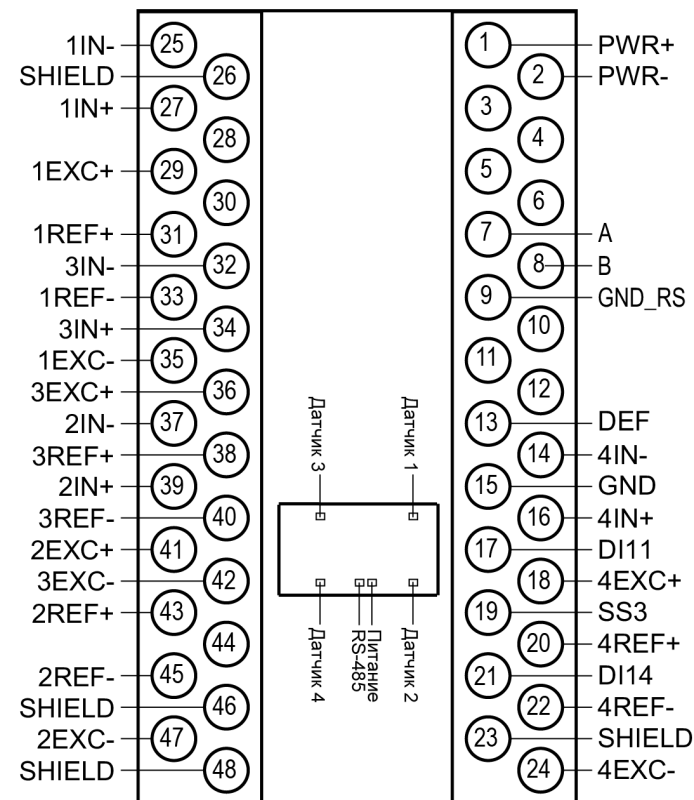 1IN- 25
SHIELD 26
1IN+ 27
28
1EXC+ 29
30
1REF+ 31
3IN- 32
1REF- 33
3IN+ 34
1EXC- 35
3EXC+ 36
2IN- 37
3REF+ 38
2IN+ 39
3REF- 40
2EXC+ 41
3EXC- 42
2REF+ 43
44
2REF- 45
SHIELD 46
2EXC- 47
SHIELD 48
Датчик 3
Датчик 1
Датчик 4
RS-485
Питание
Датчик 2
1 PWR+
2 PWR-
3
4
5
6
7 A
8 B
9 GND_RS
10
11
12
13 DEF
14 4IN-
15 GND
16 4IN+
17 DI11
18 4EXC+
19 SS3
20 4REF+
21 DI14
22 4REF-
23 SHIELD
24 4EXC-